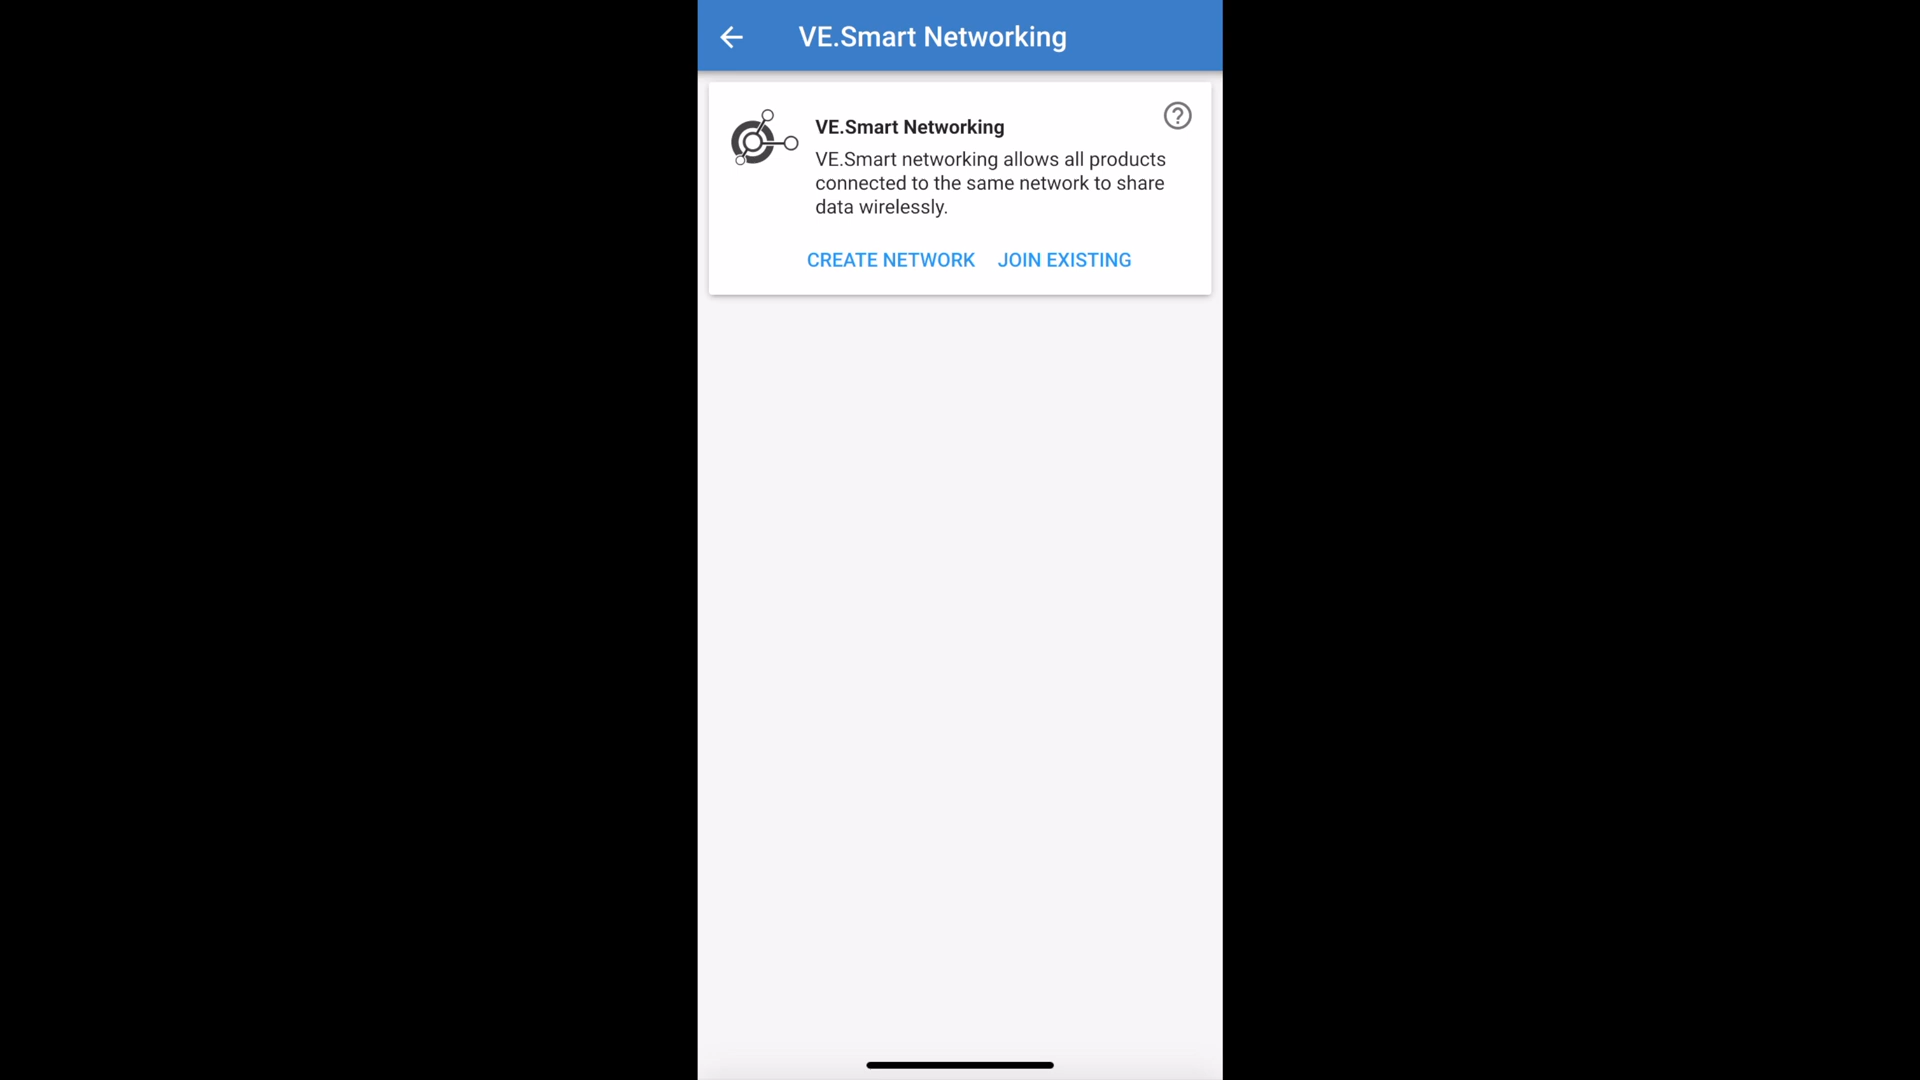 VE.Smart Networking
VE.Smart Networking
VE.Smart networking allows all products
connected to the same network to share
data wirelessly.
CREATE NETWORK JOIN EXISTING